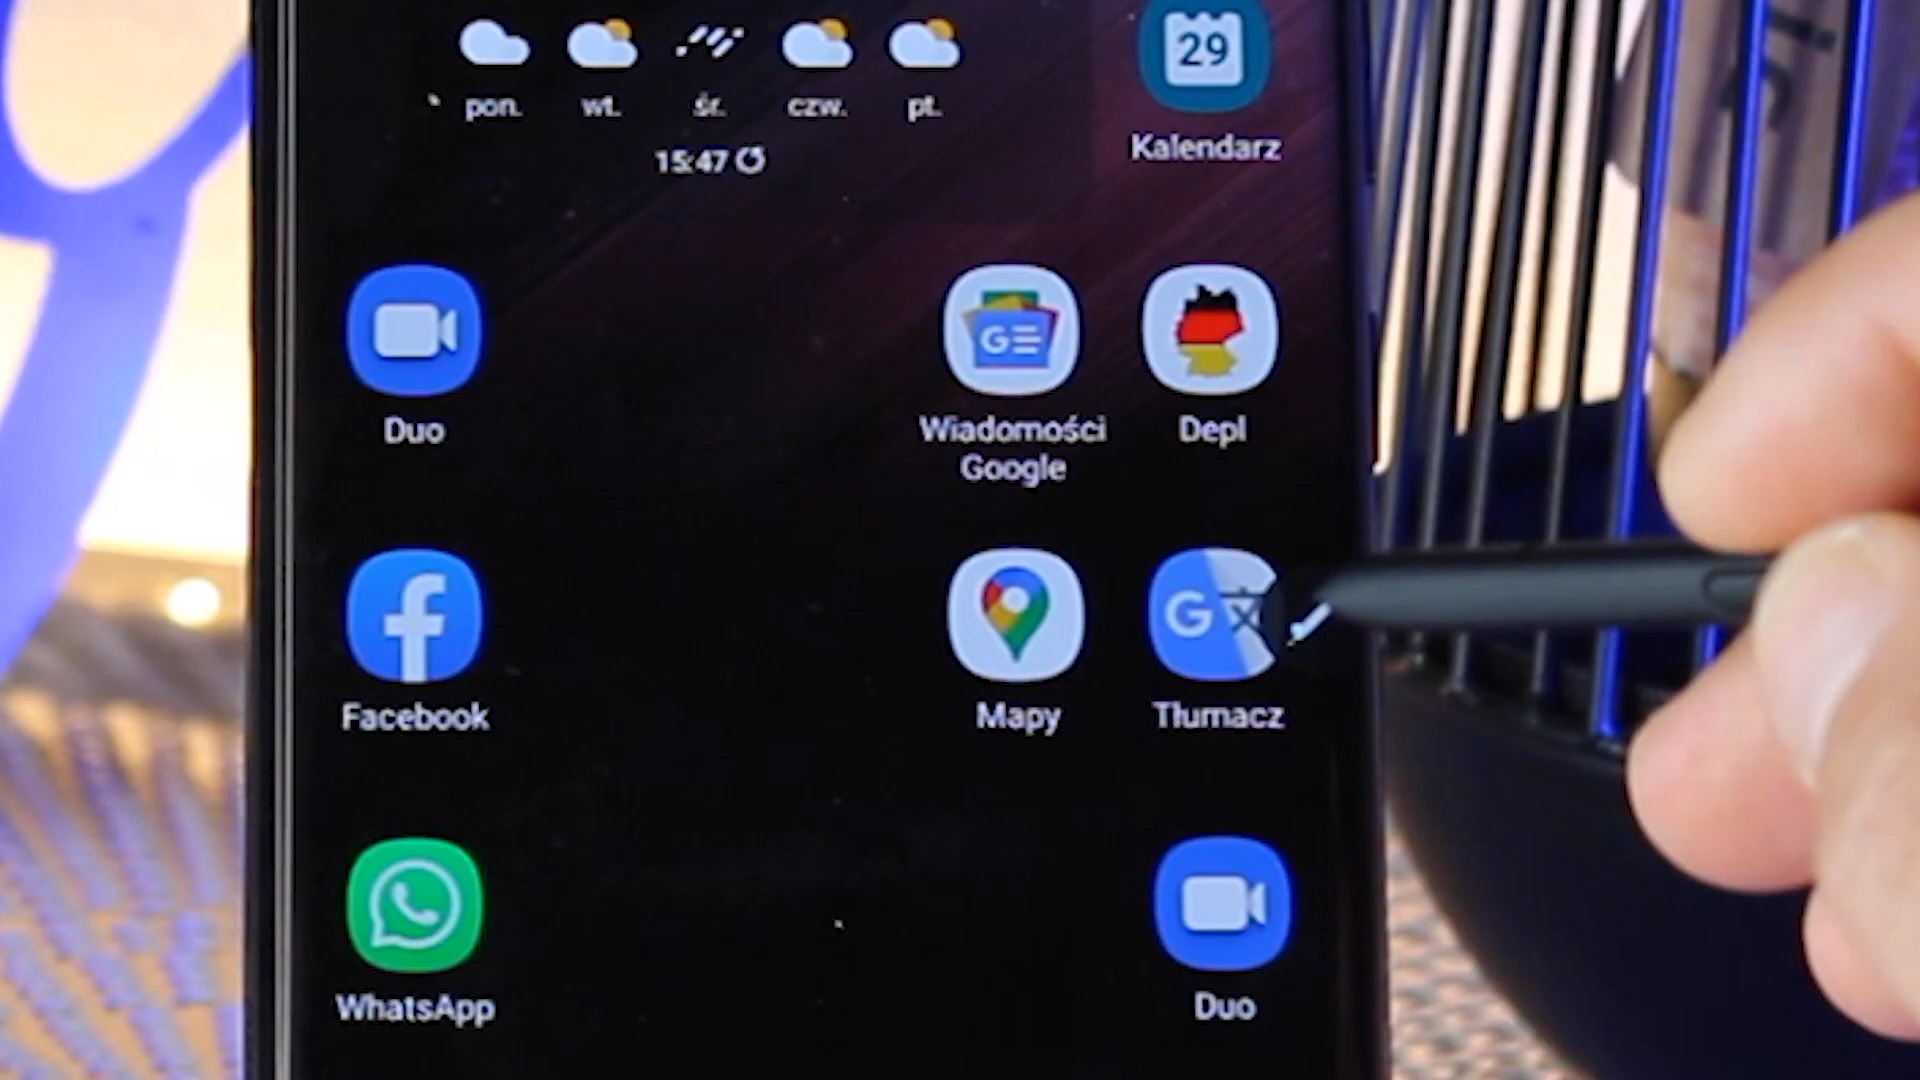 pon. wt. śr. czw. pt.
15:47
29
Kalendarz
Duo
Wiadomości
Google
Depl
Facebook
Mapy
G
Tłumacz
WhatsApp
Duo